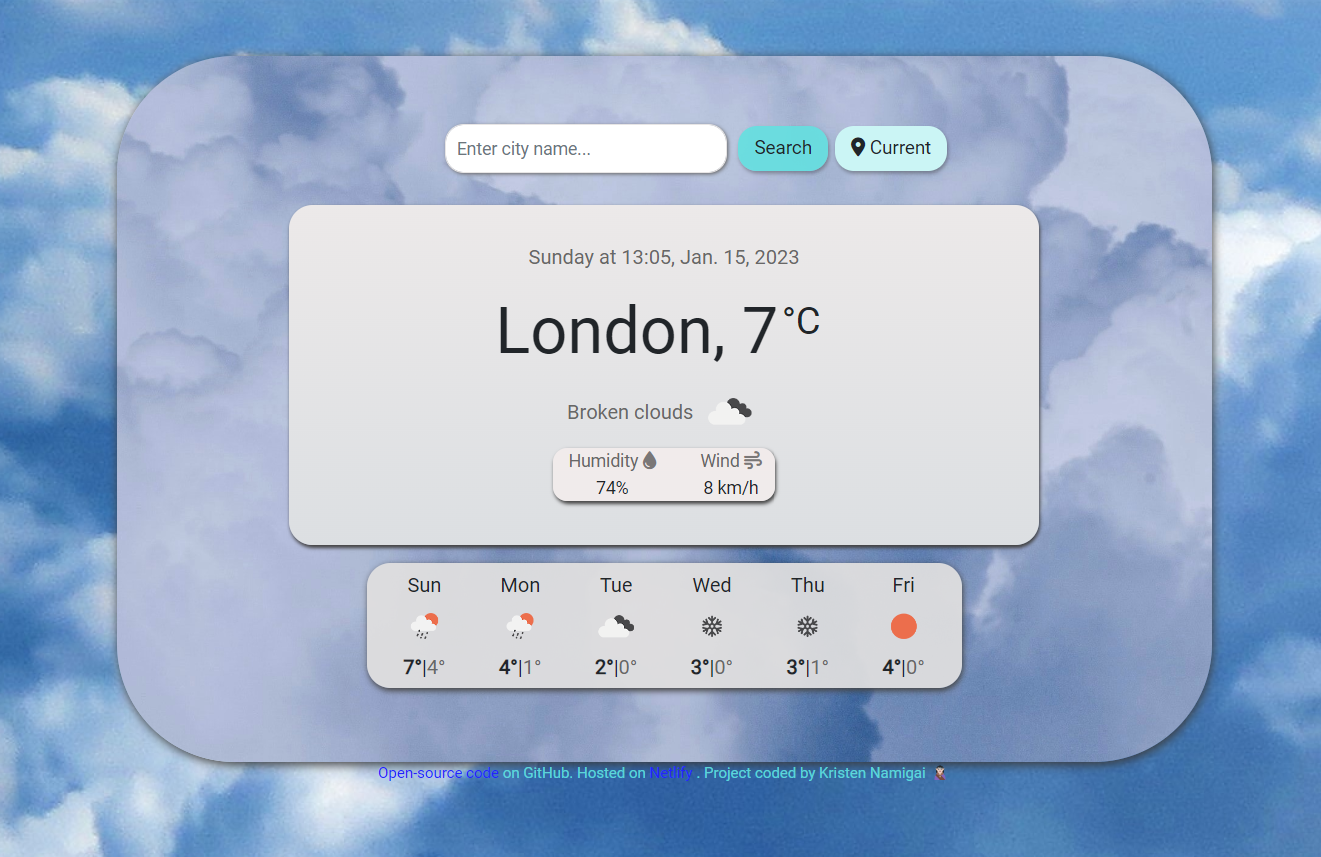 Enter city name... Search Current
Sunday at 13:05, Jan. 15, 2023
London, 7°C
Broken clouds
Humidity Wind
74% 8 km/h
Sun Mon Tue Wed Thu Fri
7°|4° 4°|1° 2°|0° 3°|0° 3°|1° 4°|0°
Open-source code on GitHub. Hosted on Netlify . Project coded by Kristen Namigai